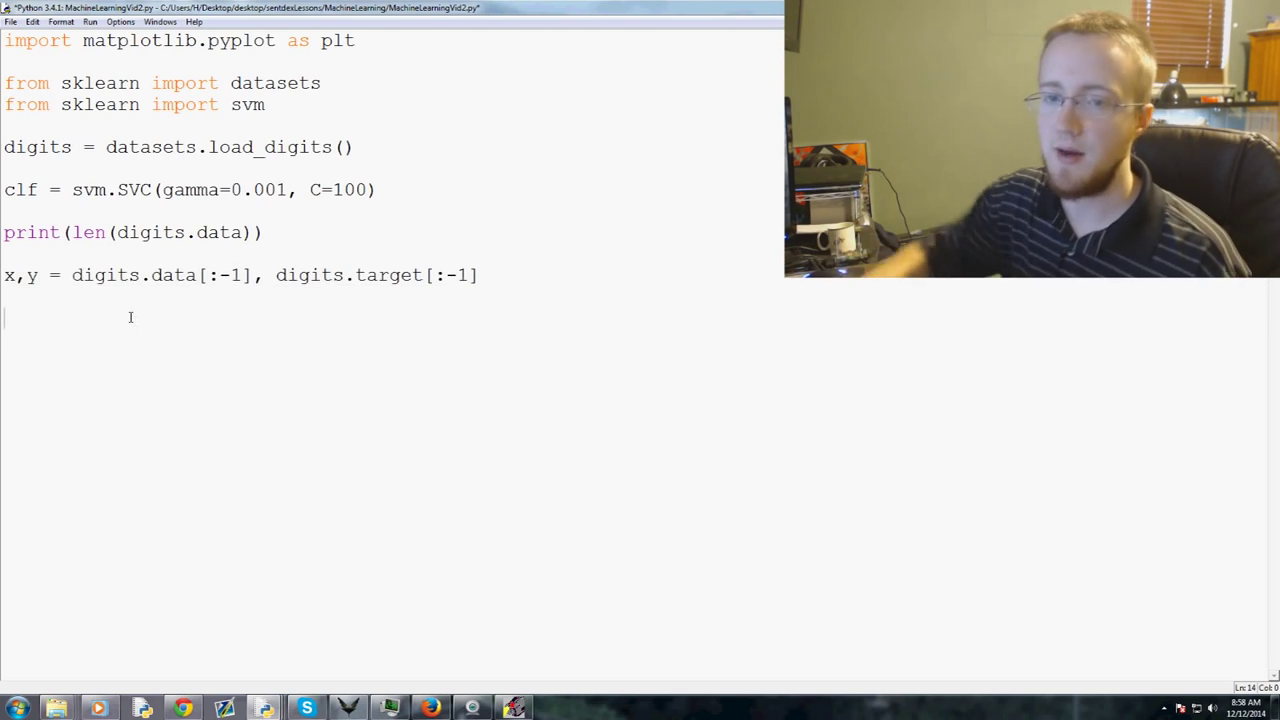 *Python 3.4.1: MachineLearningVid2.py - C:/Users/H/Desktop/desktop/sentdexLessons/MachineLearning/MachineLearningVid2.py*
File Edit Format Run Options Windows Help
import matplotlib.pyplot as plt
from sklearn import datasets
from sklearn import svm
digits = datasets.load_digits()
clf = svm.SVC(gamma=0.001, C=100)
print(len(digits.data))
x,y = digits.data[:-1], digits.target[:-1]
Ln: 14 Col: 0
8:58 AM
12/12/2014